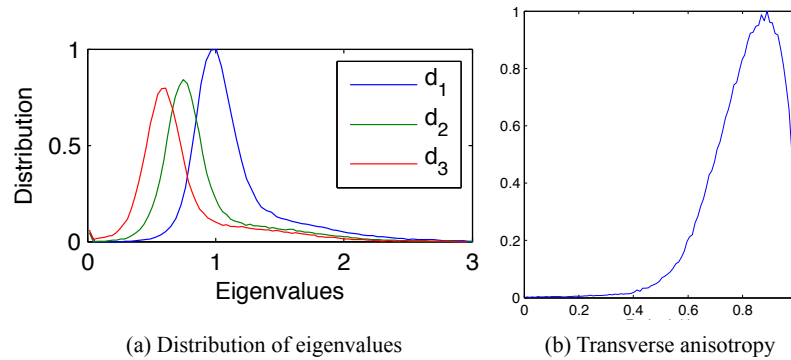 1
0.5
0
0 1 2 3
Distribution
Eigenvalues
d1
d2
d3
(a) Distribution of eigenvalues
1
0.8
0.6
0.4
0.2
0
0 0.2 0.4 0.6 0.8
(b) Transverse anisotropy